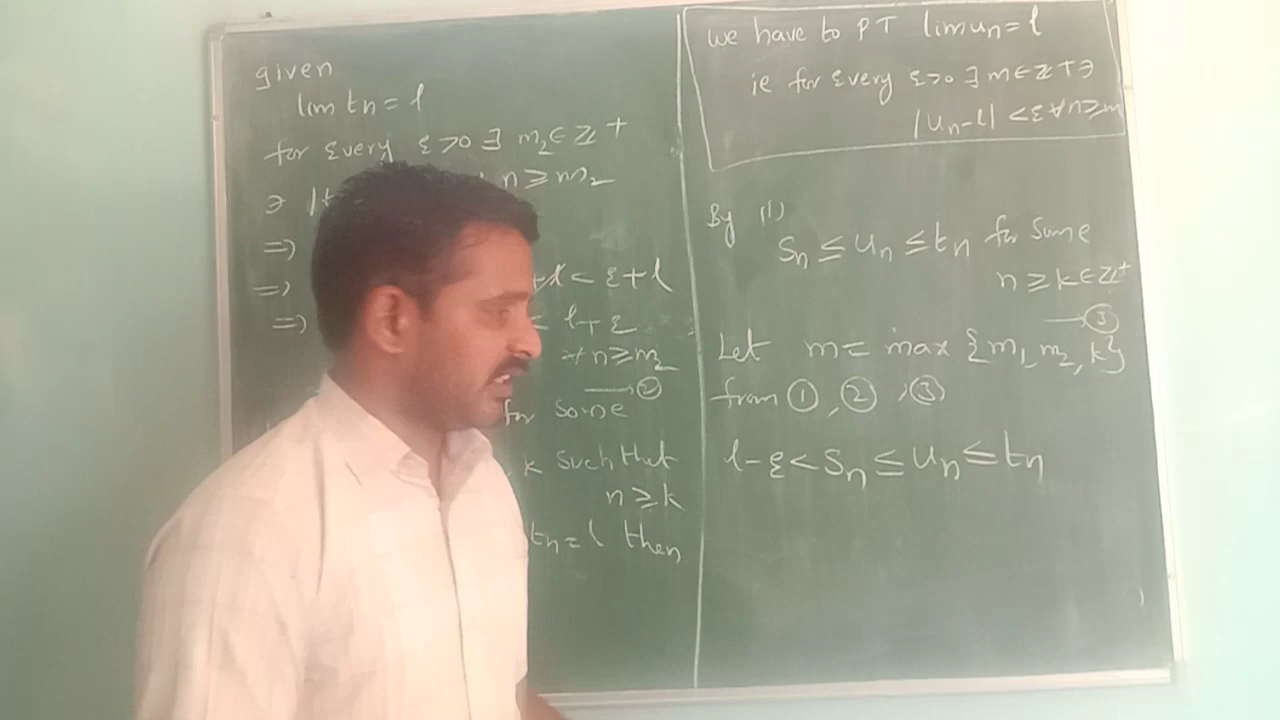 given
lim tn = l
for every ε > 0 ∃ m2 ∈ Z+
∋ |t n ≥ m2
⇒
⇒ + l < ε + l
⇒ l + ε
∀ n ≥ m2
→ ②
for some
k such that
n ≥ k
tn = l then
we have to PT lim un = l
ie for every ε>0 ∃ m ∈ Z+ ∋
|un - l| < ε ∀ n ≥ m
By (1)
Sn ≤ un ≤ tn for some
n ≥ k ∈ Z+
→ ③
Let m = max {m1, m2, k}
from ①, ②, ③
l - ε < Sn ≤ un ≤ tn